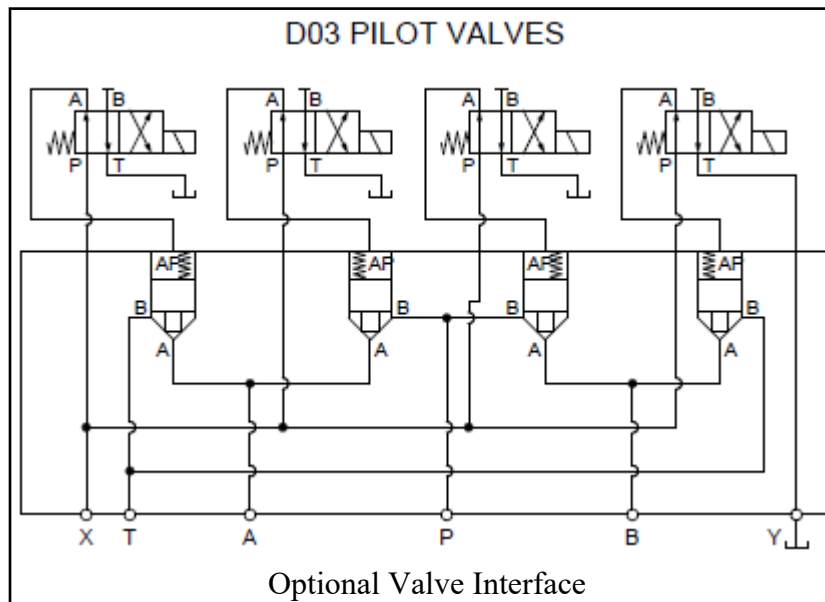 D03 PILOT VALVES
A B A B A B A B
P T P T P T P T
AP AP AP AP
B B B B
A A A A
X T A P B Y
Optional Valve Interface